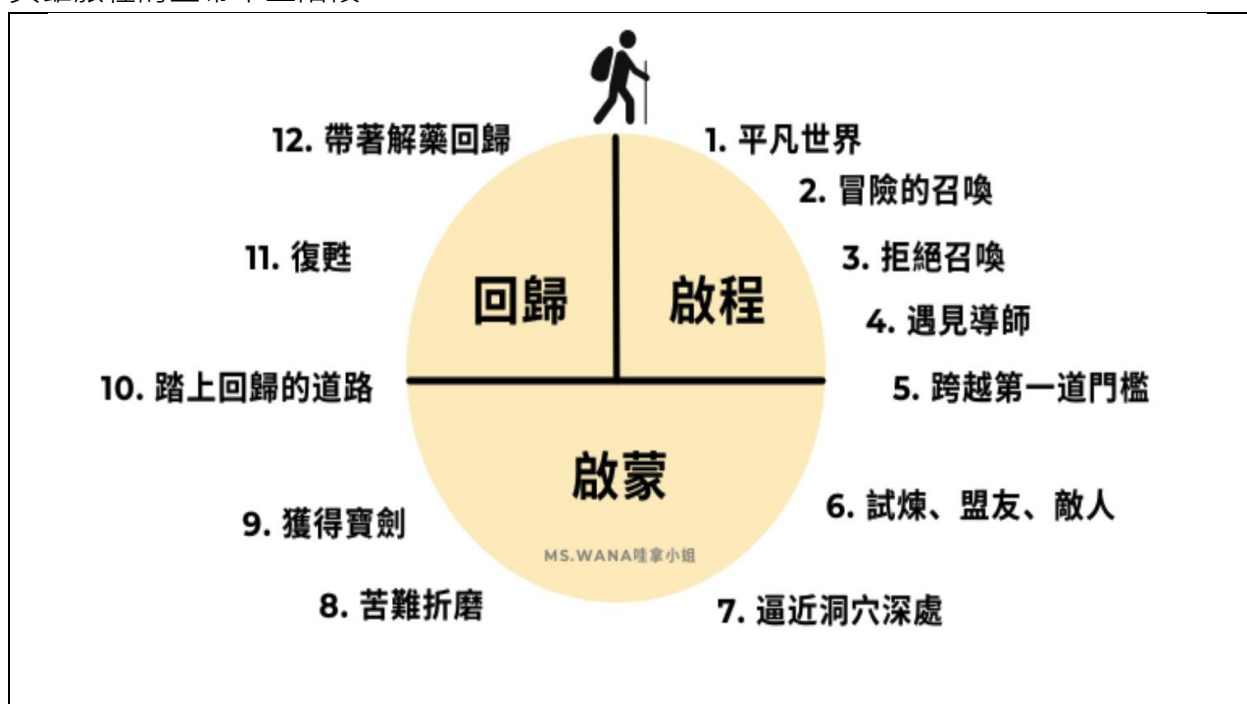 1. 平凡世界
2. 冒險的召喚
3. 拒絕召喚
4. 遇見導師
5. 跨越第一道門檻
6. 試煉、盟友、敵人
7. 逼近洞穴深處
8. 苦難折磨
9. 獲得寶劍
10. 踏上回歸的道路
11. 復甦
12. 帶著解藥回歸
啟程
啟蒙
回歸
MS.WANA哇拿小姐